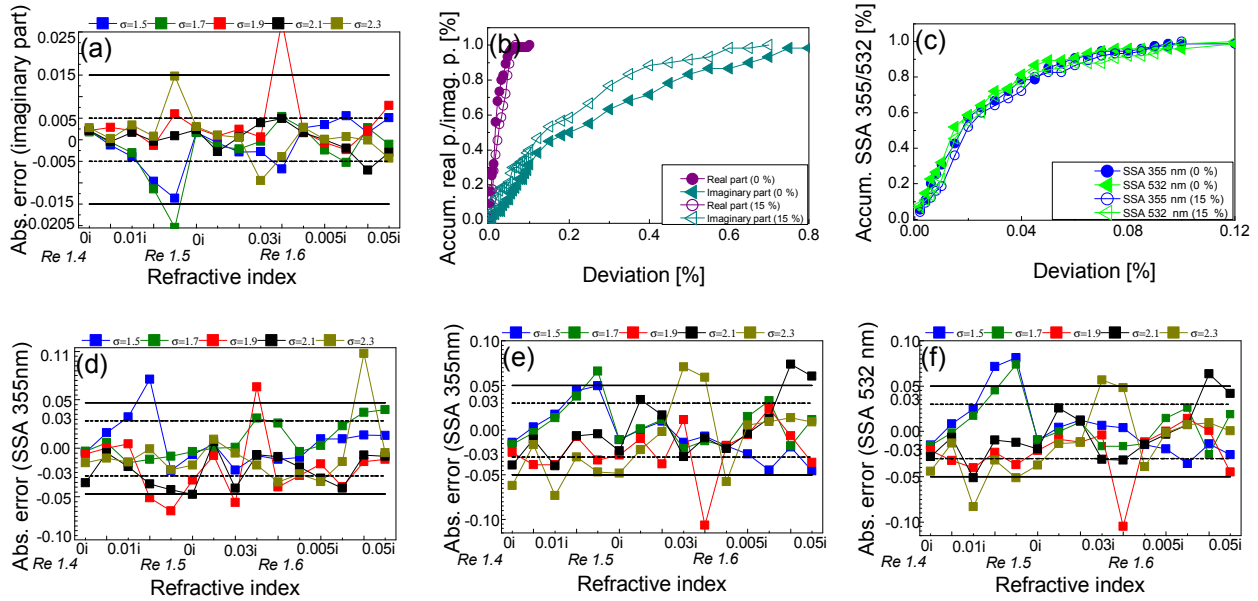 σ=1.5 σ=1.7 σ=1.9 σ=2.1 σ=2.3
(a)
Abs. error (imaginary part)
0.025
0.015
0.005
-0.005
-0.015
-0.0205
0i 0.01i 0i 0.03i 0.005i 0.05i
Re 1.4 Re 1.5 Re 1.6
Refractive index
(b)
Accum. real p./imag. p. [%]
1.0
0.8
0.6
0.4
0.2
0.0
Real part (0 %)
Imaginary part (0 %)
Real part (15 %)
Imaginary part (15 %)
0.0 0.2 0.4 0.6 0.8
Deviation [%]
(c)
Accum. SSA 355/532 [%]
1.0
0.8
0.6
0.4
0.2
0.0
SSA 355 nm (0 %)
SSA 532 nm (0 %)
SSA 355 nm (15 %)
SSA 532 nm (15 %)
0.00 0.04 0.08 0.12
Deviation [%]
σ=1.5 σ=1.7 σ=1.9 σ=2.1 σ=2.3
(d)
Abs. error (SSA 355nm)
0.11
0.05
0.03
0.00
-0.03
-0.05
-0.10
0i 0.01i 0i 0.03i 0.005i 0.05i
Re 1.4 Re 1.5 Re 1.6
Refractive index
σ=1.5 σ=1.7 σ=1.9 σ=2.1 σ=2.3
(e)
Abs. error (SSA 355nm)
0.10
0.05
0.03
0.00
-0.03
-0.05
-0.10
0i 0.01i 0i 0.03i 0.005i 0.05i
Re 1.4 Re 1.5 Re 1.6
Refractive index
σ=1.5 σ=1.7 σ=1.9 σ=2.1 σ=2.3
(f)
Abs. error (SSA 532 nm)
0.10
0.05
0.03
0.00
-0.03
-0.05
-0.10
0i 0.01i 0i 0.03i 0.005i 0.05i
Re 1.4 Re 1.5 Re 1.6
Refractive index